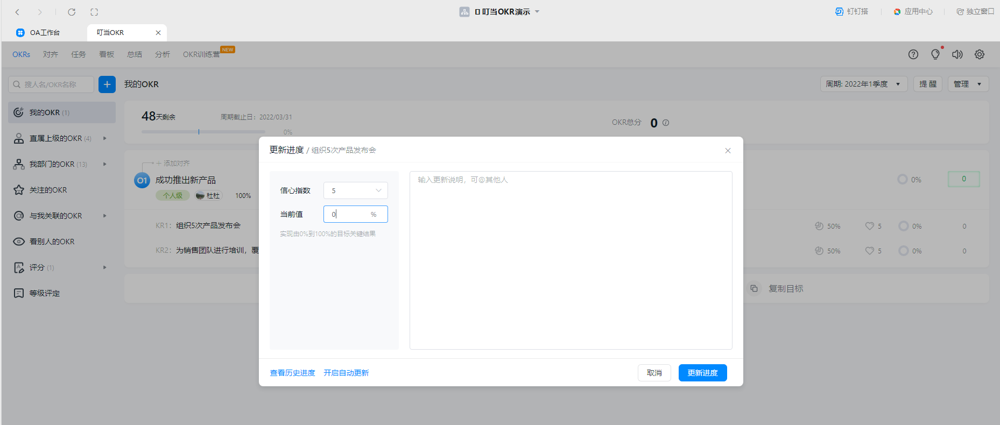 叮当OKR演示
钉钉搭
应用中心
独立窗口
OA工作台
叮当OKR
OKRs
对齐
任务
看板
总结
分析
OKR训练营
NEW
搜人名/OKR名称
我的OKR
周期: 2022年1季度
提 醒
管理
我的OKR (1)
直属上级的OKR (4)
我部门的OKR (13)
关注的OKR
与我关联的OKR
看别人的OKR
评分 (1)
等级评定
48天剩余
周期截止日：2022/03/31
0%
OKR总分 0
添加对齐
O1
成功推出新产品
个人级
杜杜
100%
0%
0
KR1：组织5次产品发布会
50%
5
0%
0
KR2：为销售团队进行培训，覆
50%
5
0%
0
复制目标
更新进度 / 组织5次产品发布会
信心指数
5
当前值
0
%
实现由0%到100%的目标关键结果
输入更新说明，可@其他人
查看历史进度
开启自动更新
取消
更新进度